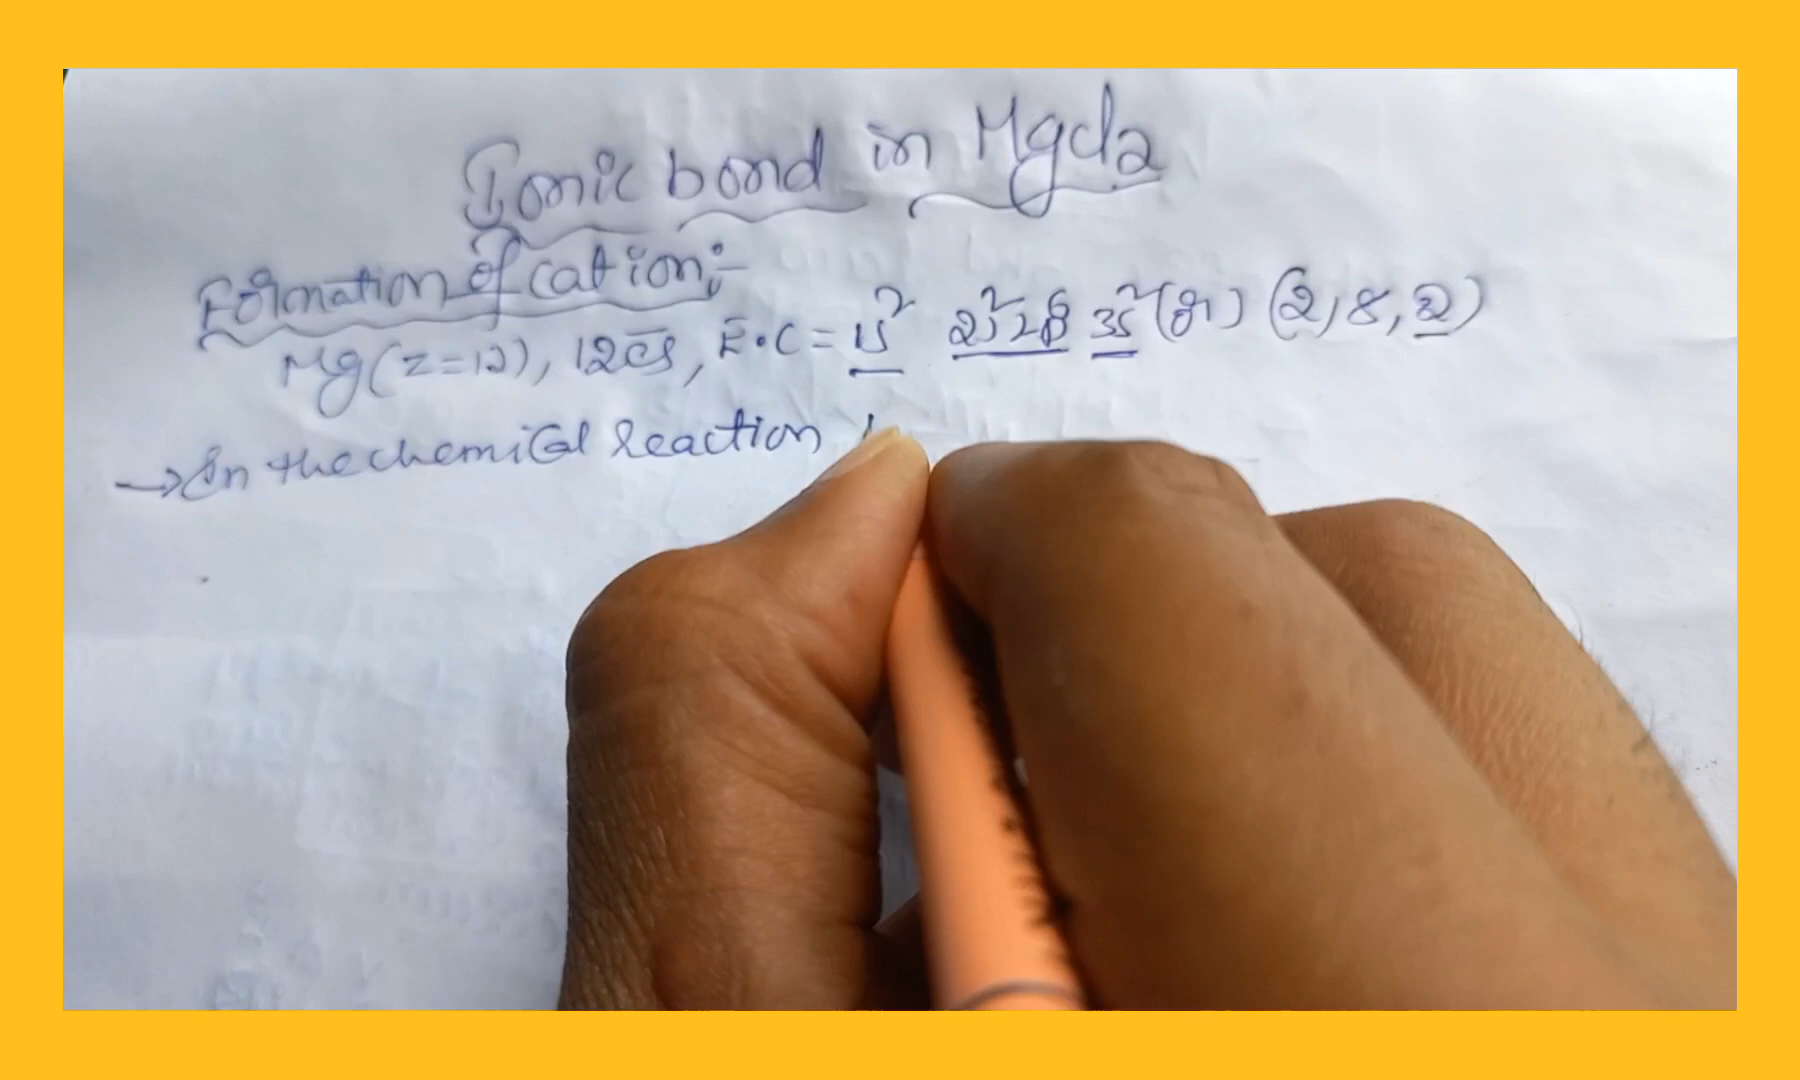 Ionic bond in Mgcl2
Formation of cation:-
Mg(z=12), 12e̅s, E.C = 1s² 2s² 2p⁶ 3s² (or) (2,8,2)
→ In the chemical reaction